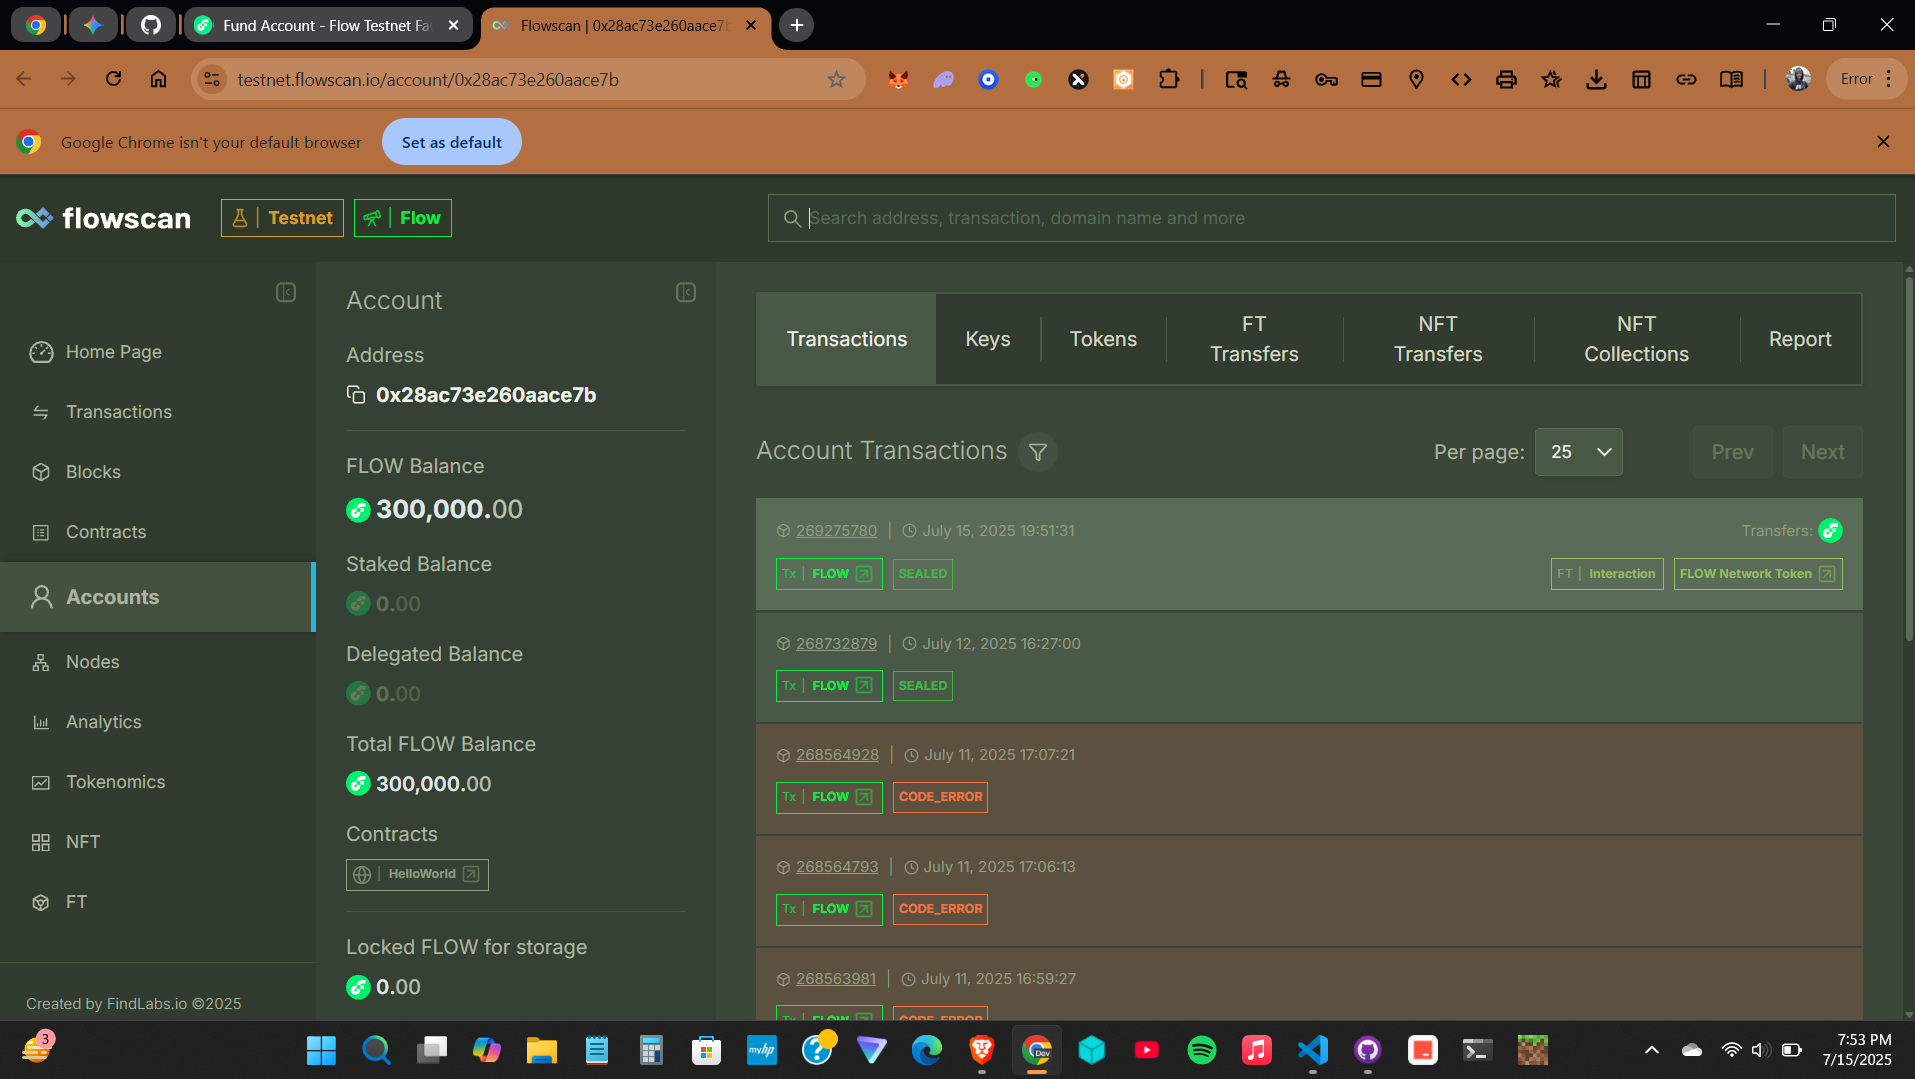 Fund Account - Flow Testnet Fa
Flowscan | 0x28ac73e260aace7b
testnet.flowscan.io/account/0x28ac73e260aace7b
Error
Google Chrome isn't your default browser
Set as default
flowscan
Testnet
Flow
Search address, transaction, domain name and more
Home Page
Transactions
Blocks
Contracts
Accounts
Nodes
Analytics
Tokenomics
NFT
FT
Created by FindLabs.io ©2025
Account
Address
0x28ac73e260aace7b
FLOW Balance
300,000.00
Staked Balance
0.00
Delegated Balance
0.00
Total FLOW Balance
300,000.00
Contracts
HelloWorld
Locked FLOW for storage
0.00
Transactions
Keys
Tokens
FT Transfers
NFT Transfers
NFT Collections
Report
Account Transactions
Per page: 25
Prev
Next
269275780 | July 15, 2025 19:51:31
Transfers:
Tx | FLOW
SEALED
FT | Interaction
FLOW Network Token
268732879 | July 12, 2025 16:27:00
Tx | FLOW
SEALED
268564928 | July 11, 2025 17:07:21
Tx | FLOW
CODE_ERROR
268564793 | July 11, 2025 17:06:13
Tx | FLOW
CODE_ERROR
268563981 | July 11, 2025 16:59:27
Tx | FLOW
CODE_ERROR
3
myhp
Dev
7:53 PM
7/15/2025